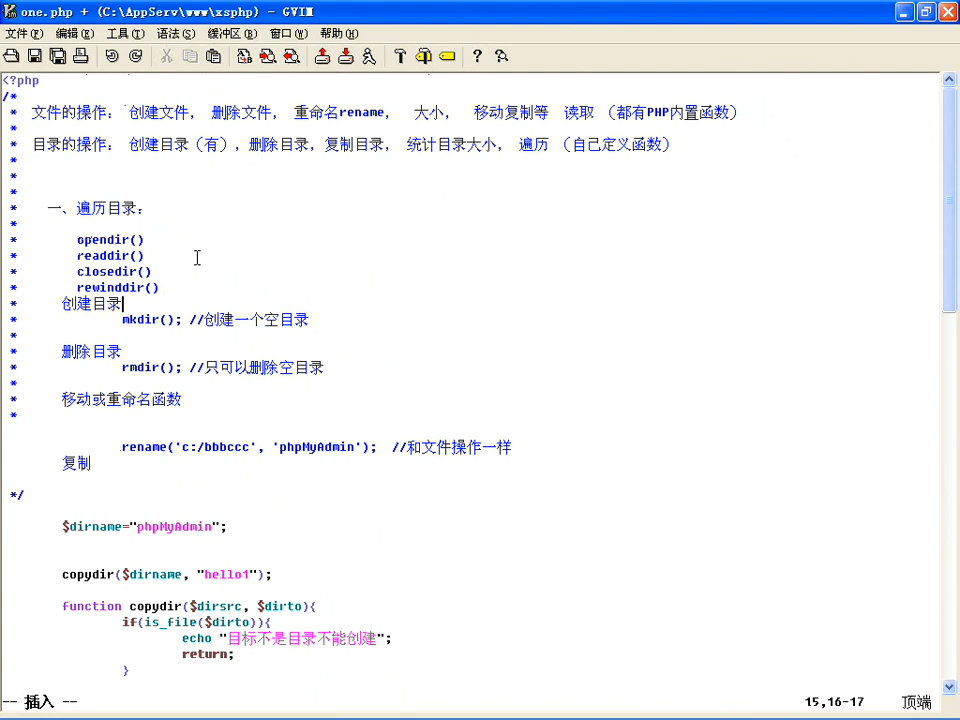 one.php + (C:\AppServ\www\xsphp) - GVIM
文件(F) 编辑(E) 工具(T) 语法(S) 缓冲区(B) 窗口(W) 帮助(H)
<?php
/*
* 文件的操作： 创建文件， 删除文件， 重命名rename， 大小， 移动复制等 读取 （都有PHP内置函数）
*
* 目录的操作： 创建目录（有）,删除目录，复制目录， 统计目录大小， 遍历 （自己定义函数）
*
*
*
* 一、遍历目录：
*
* opendir()
* readdir()
* closedir()
* rewinddir()
* 创建目录
* mkdir(); //创建一个空目录
*
* 删除目录
* rmdir(); //只可以删除空目录
*
* 移动或重命名函数
*
rename('c:/bbbccc', 'phpMyAdmin'); //和文件操作一样
复制
*/
$dirname="phpMyAdmin";
copydir($dirname, "hello1");
function copydir($dirsrc, $dirto){
if(is_file($dirto)){
echo "目标不是目录不能创建";
return;
}
-- 插入 -- 15,16-17 顶端